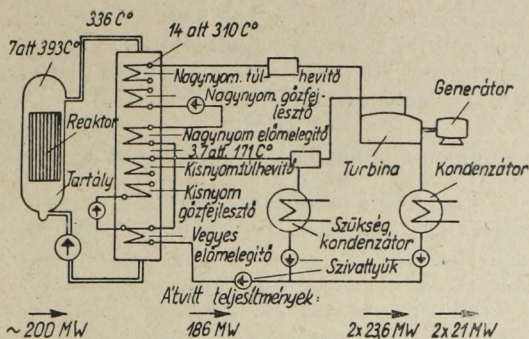 336 C°
7att 393C°
14 att 310 C°
Nagynyom. túl-
hevítő
Nagynyom. gőzfej-
lesztő
Reaktor
Nagynyom előmelegítő
3.7 att. 171 C°
Kisnyom.túlhevítő
Tartály
Kisnyom
gőzfejlesztő
Vegyes
előmelegítő
Generátor
Turbina
Kondenzátor
Szükség
kondenzátor
Szivattyúk
Átvitt teljesítmények:
~ 200 MW
186 MW
2x23,6 MW
2x21 MW